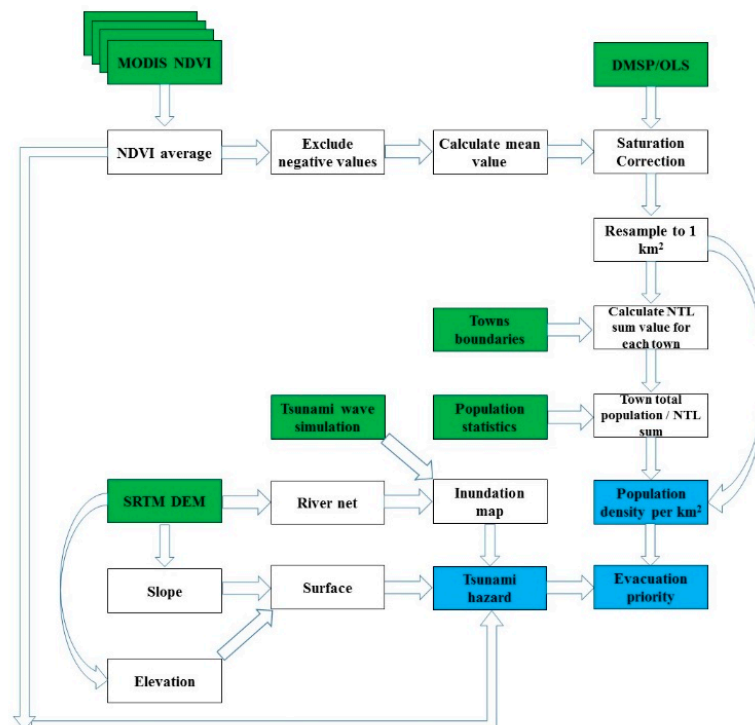 MODIS NDVI
DMSP/OLS
NDVI average
Exclude
negative values
Calculate mean
value
Saturation
Correction
Resample to 1
km²
Towns
boundaries
Calculate NTL
sum value for
each town
Tsunami wave
simulation
Population
statistics
Town total
population / NTL
sum
SRTM DEM
River net
Inundation
map
Population
density per km²
Slope
Surface
Tsunami
hazard
Evacuation
priority
Elevation